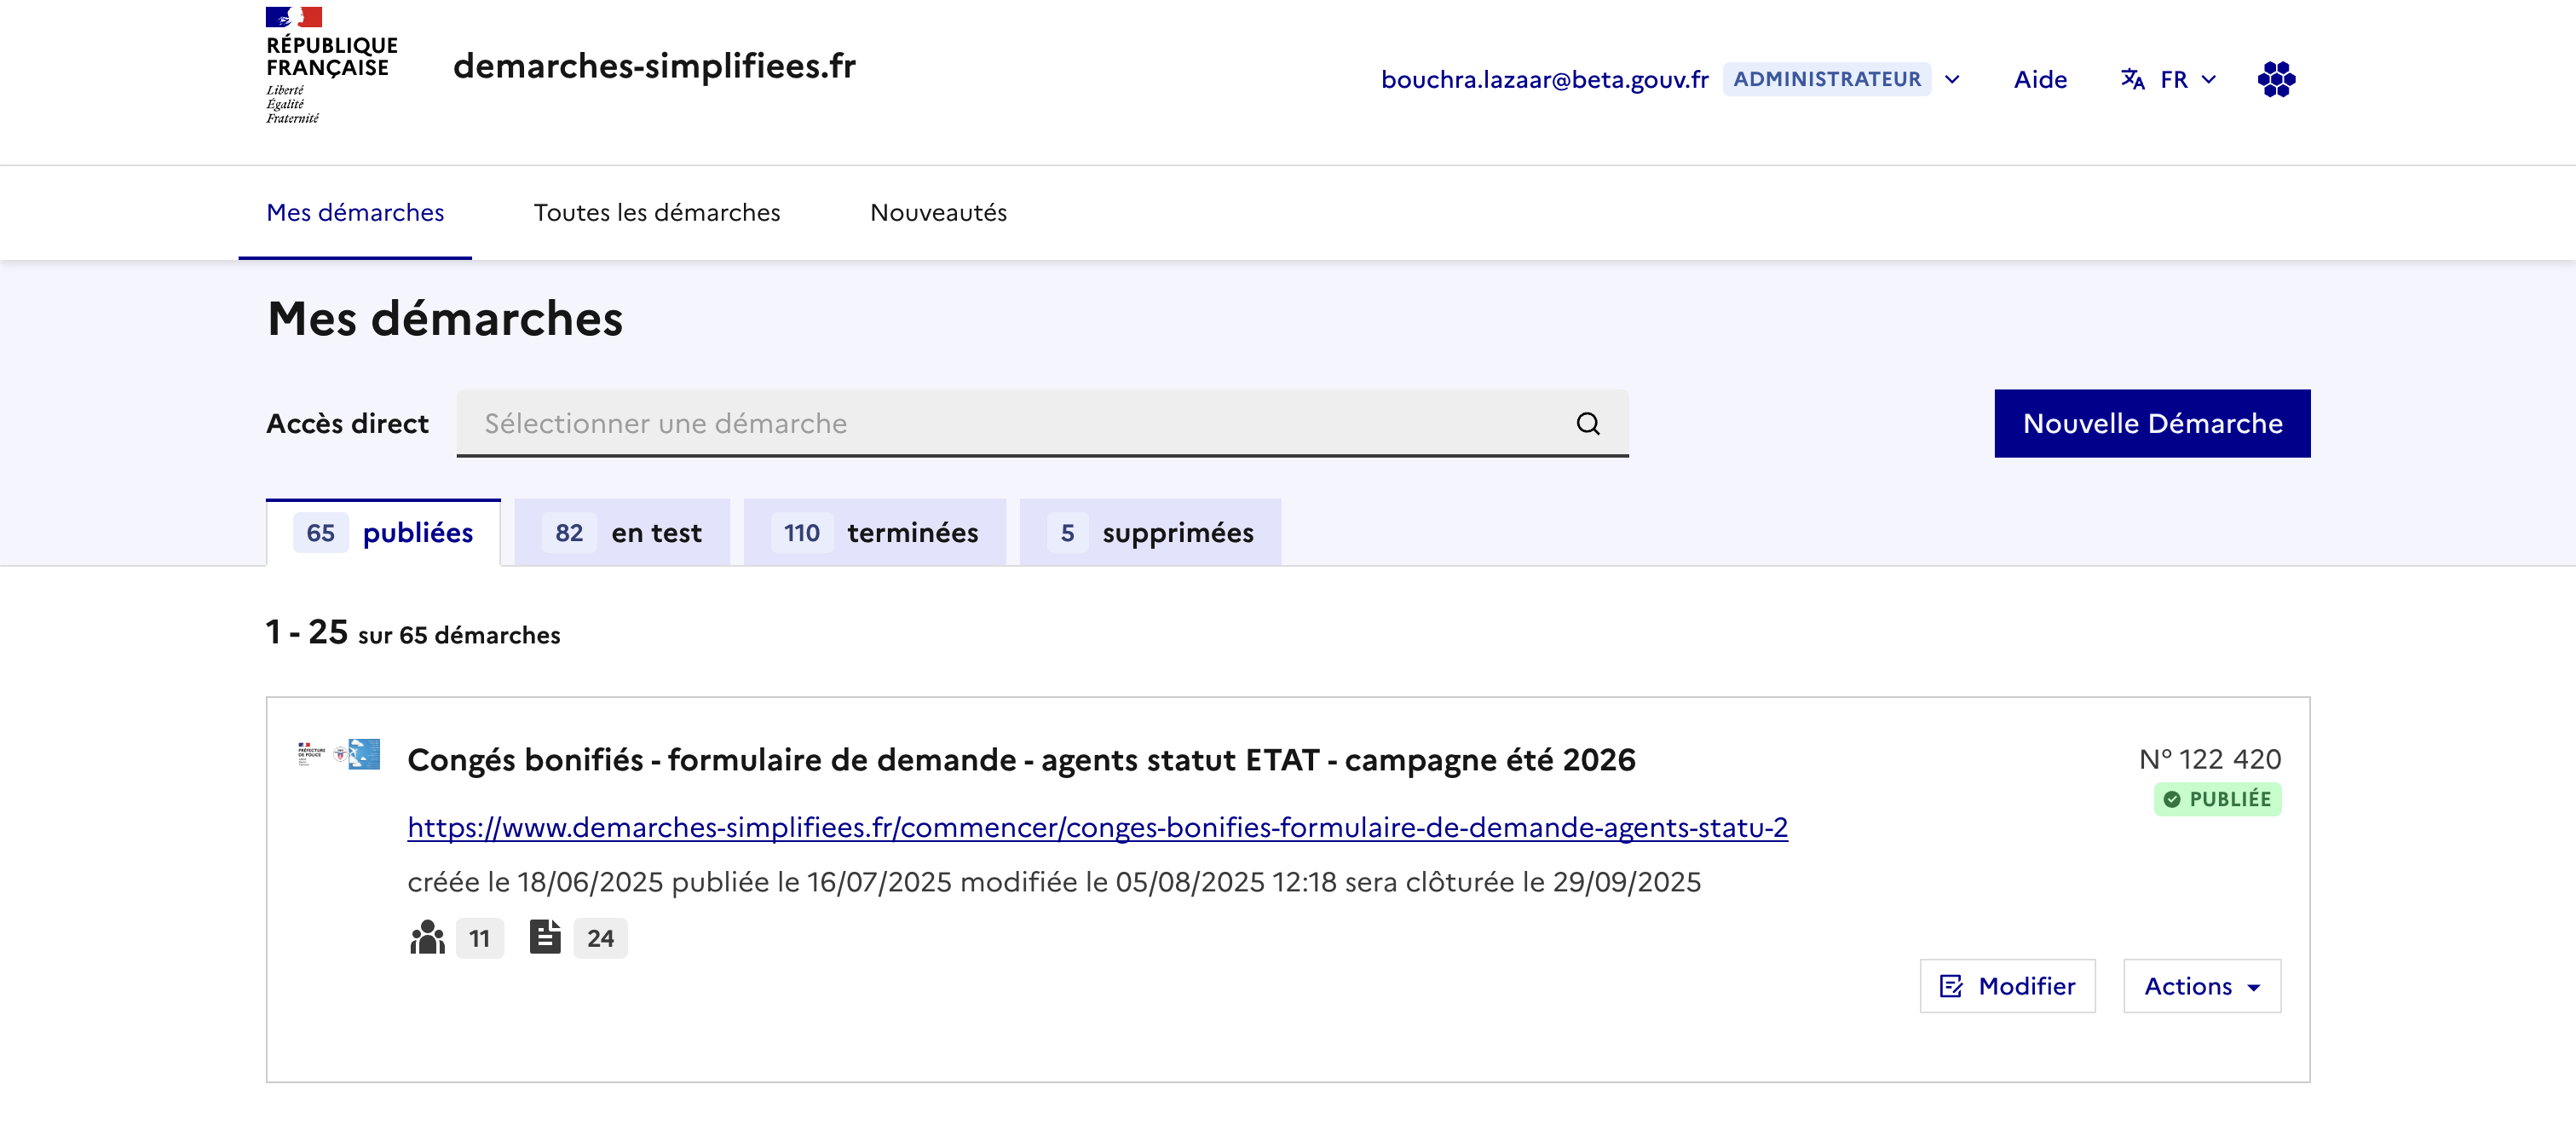 RÉPUBLIQUE
FRANÇAISE
Liberté
Égalité
Fraternité
demarches-simplifiees.fr
bouchra.lazaar@beta.gouv.fr ADMINISTRATEUR Aide FR
Mes démarches Toutes les démarches Nouveautés
Mes démarches
Accès direct Sélectionner une démarche Nouvelle Démarche
65 publiées 82 en test 110 terminées 5 supprimées
1 - 25 sur 65 démarches
PRÉFECTURE
DE POLICE
Congés bonifiés - formulaire de demande - agents statut ETAT - campagne été 2026 N° 122 420
PUBLIÉE
https://www.demarches-simplifiees.fr/commencer/conges-bonifies-formulaire-de-demande-agents-statu-2
créée le 18/06/2025 publiée le 16/07/2025 modifiée le 05/08/2025 12:18 sera clôturée le 29/09/2025
11 24
Modifier Actions